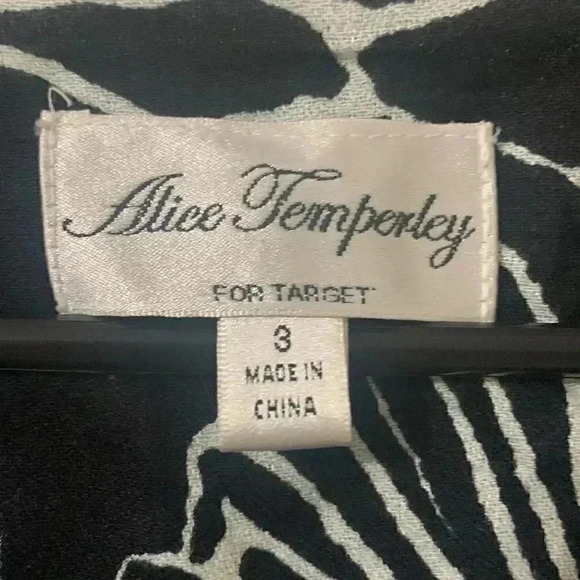 Alice Temperley
FOR TARGET
3
MADE IN
CHINA